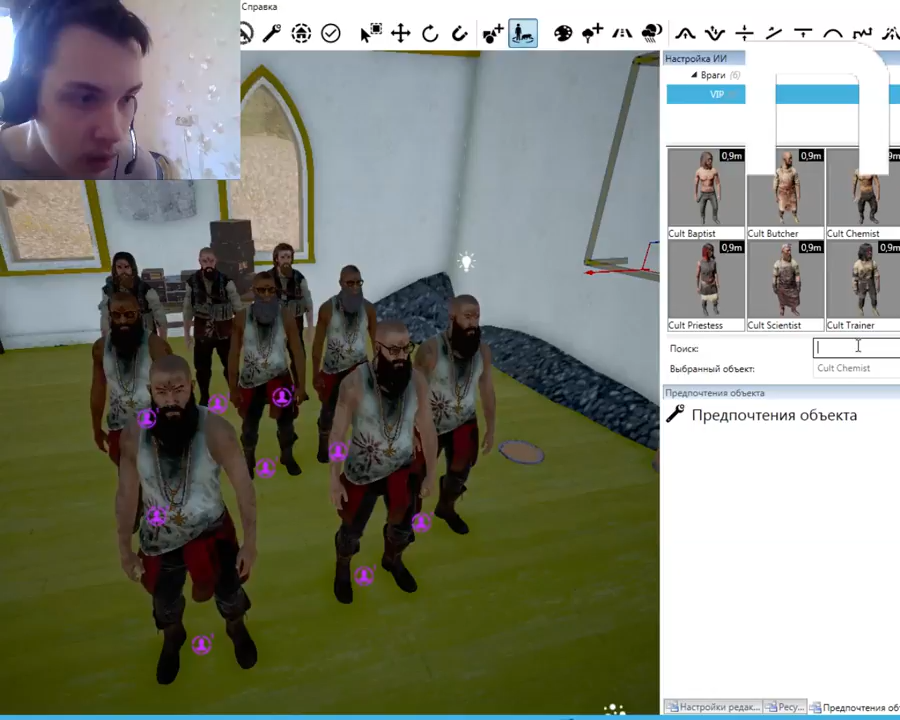 Справка
Настройка ИИ
Враги (6)
VIP
0,9m 0,9m 0,9m
Cult Baptist Cult Butcher Cult Chemist
0,9m 0,9m 0,9m
Cult Priestess Cult Scientist Cult Trainer
Поиск:
Выбранный объект: Cult Chemist
Предпочтения объекта
Предпочтения объекта
Настройки редак... Ресу... Предпочтения об